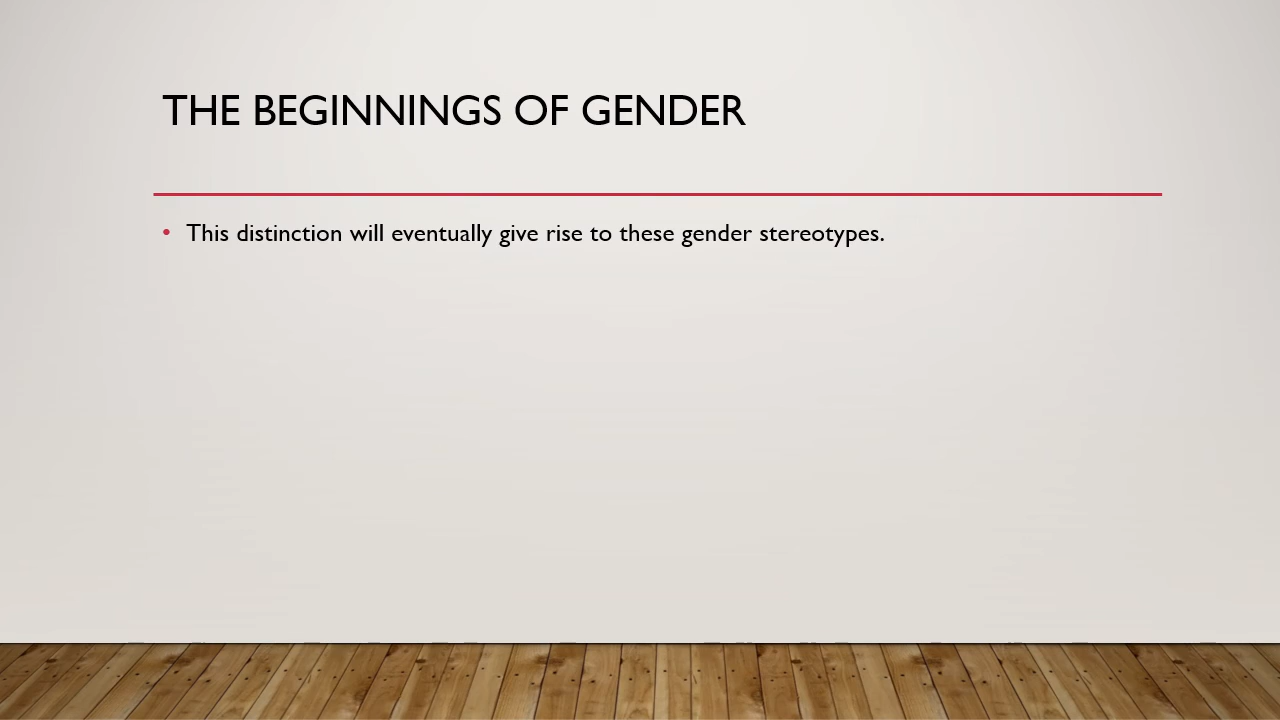 THE BEGINNINGS OF GENDER
• This distinction will eventually give rise to these gender stereotypes.